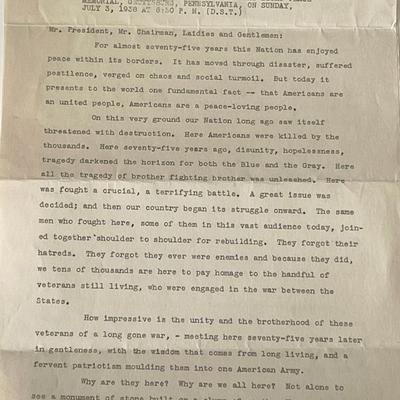 MEMORIAL, GETTYSBURG, PENNSYLVANIA, ON SUNDAY,
JULY 3, 1938 AT 6:30 P. M. (D.S.T.)
Mr. President, Mr. Chairman, Laidies and Gentlemen:
For almost seventy-five years this Nation has enjoyed
peace within its borders. It has moved through disaster, suffered
pestilence, verged on chaos and social turmoil. But today it
presents to the world one fundamental fact -- that Americans are
an united people, Americans are a peace-loving people.
On this very ground our Nation long ago saw itself
threatened with destruction. Here Americans were killed by the
thousands. Here seventy-five years ago, disunity, hopelessness,
tragedy darkened the horizon for both the Blue and the Gray. Here
all the tragedy of brother fighting brother was unleashed. Here
was fought a crucial, a terrifying battle. A great issue was
decided; and then our country began its struggle onward. The same
men who fought here, some of them in this vast audience today, join-
ed together shoulder to shoulder for rebuilding. They forgot their
hatreds. They forgot they ever were enemies and because they did,
we tens of thousands are here to pay homage to the handful of
veterans still living, who were engaged in the war between the
States.
How impressive is the unity and the brotherhood of these
veterans of a long gone war, - meeting here seventy-five years later
in gentleness, with the wisdom that comes from long living, and a
fervent patriotism moulding them into one American Army.
Why are they here? Why are we all here? Not alone to
see a monument of stone built on a